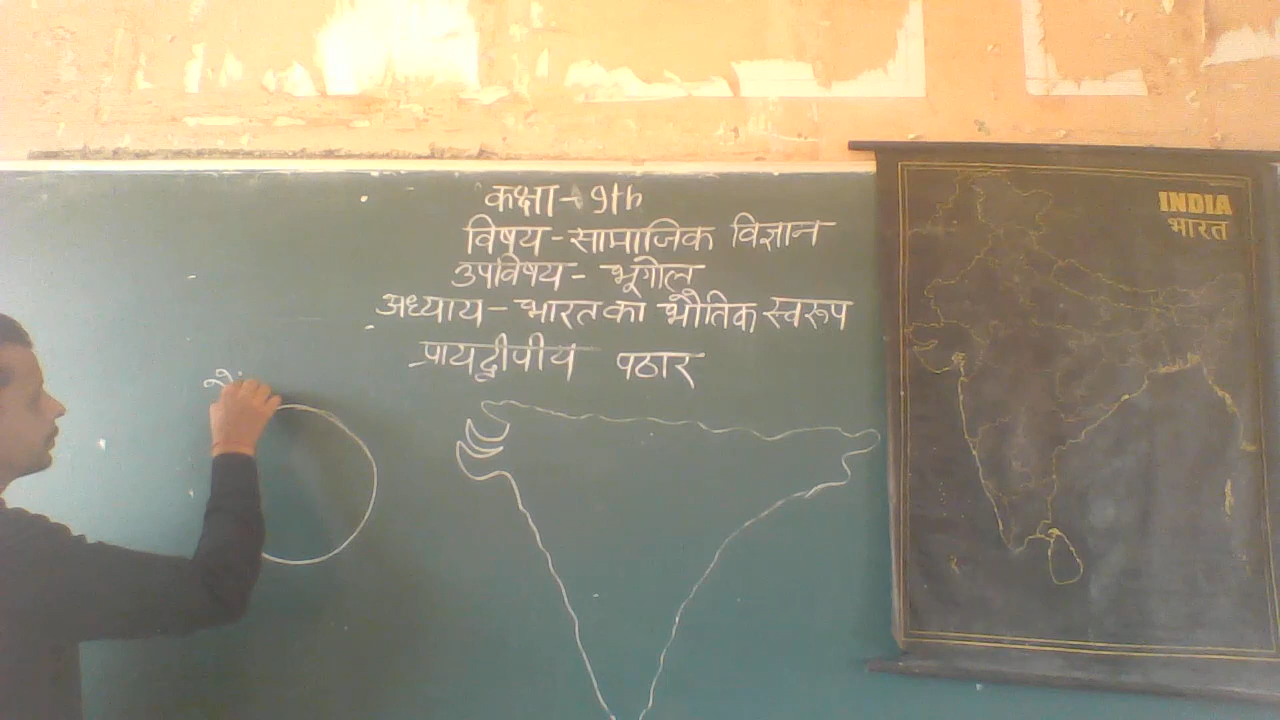 कक्षा - 9th
विषय - सामाजिक विज्ञान
उपविषय - भूगोल
अध्याय - भारत का भौतिक स्वरूप
प्रायद्वीपीय पठार
INDIA
भारत